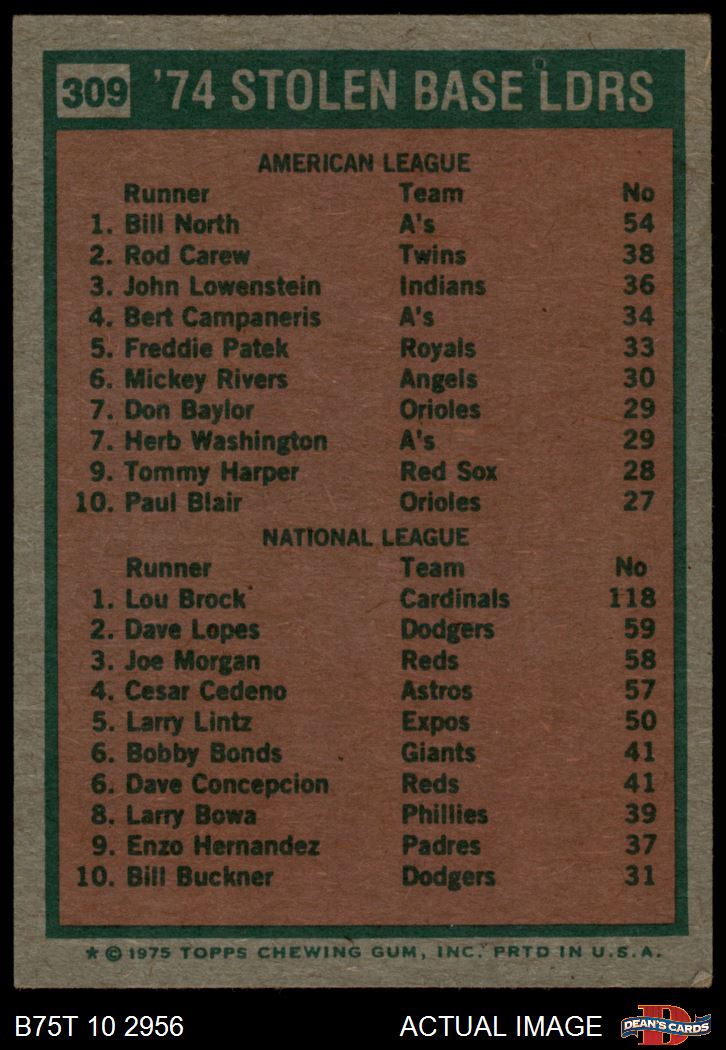 309 '74 STOLEN BASE LDRS
AMERICAN LEAGUE
Runner Team No
1. Bill North A's 54
2. Rod Carew Twins 38
3. John Lowenstein Indians 36
4. Bert Campaneris A's 34
5. Freddie Patek Royals 33
6. Mickey Rivers Angels 30
7. Don Baylor Orioles 29
7. Herb Washington A's 29
9. Tommy Harper Red Sox 28
10. Paul Blair Orioles 27
NATIONAL LEAGUE
Runner Team No
1. Lou Brock Cardinals 118
2. Dave Lopes Dodgers 59
3. Joe Morgan Reds 58
4. Cesar Cedeno Astros 57
5. Larry Lintz Expos 50
6. Bobby Bonds Giants 41
6. Dave Concepcion Reds 41
8. Larry Bowa Phillies 39
9. Enzo Hernandez Padres 37
10. Bill Buckner Dodgers 31
* © 1975 TOPPS CHEWING GUM, INC. PRTD IN U.S.A.
B75T 10 2956 ACTUAL IMAGE D DEAN'S CARDS